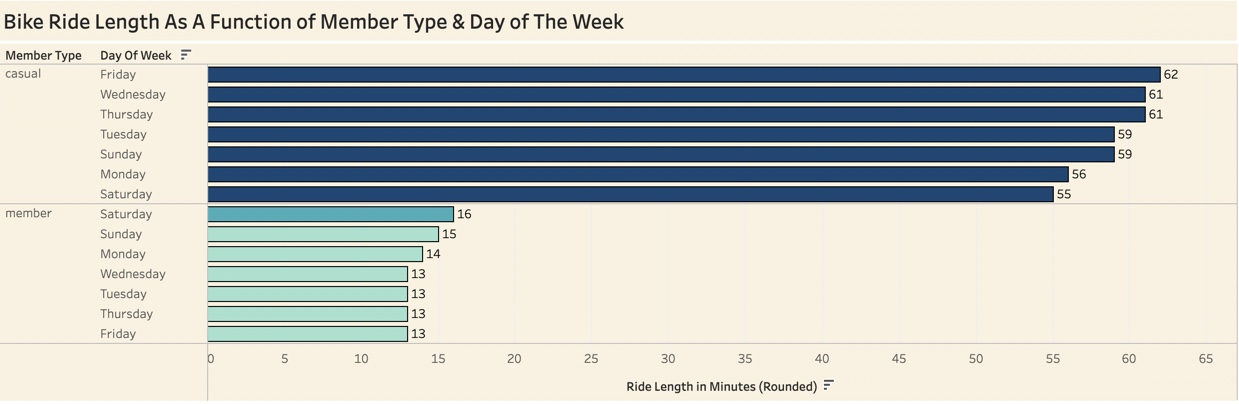 Bike Ride Length As A Function of Member Type & Day of The Week
Member Type Day Of Week
casual Friday 62
Wednesday 61
Thursday 61
Tuesday 59
Sunday 59
Monday 56
Saturday 55
member Saturday 16
Sunday 15
Monday 14
Wednesday 13
Tuesday 13
Thursday 13
Friday 13
0 5 10 15 20 25 30 35 40 45 50 55 60 65
Ride Length in Minutes (Rounded)